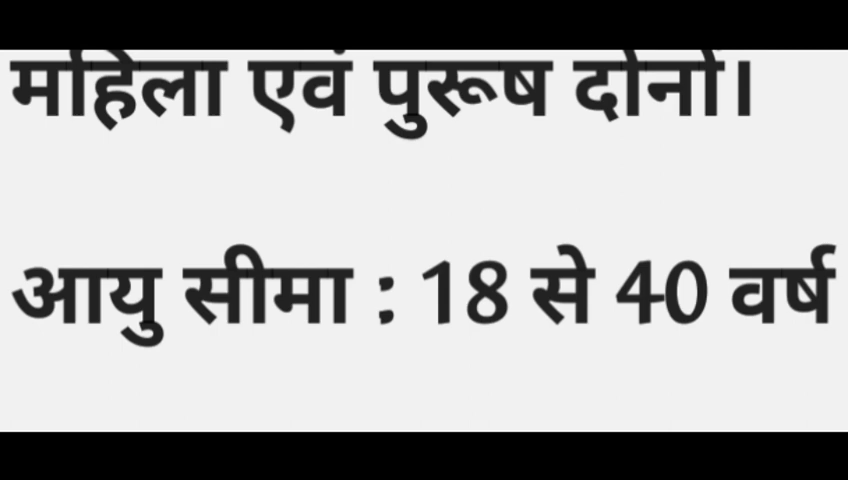 महिला एवं पुरूष दोनों।
आयु सीमा : 18 से 40 वर्ष